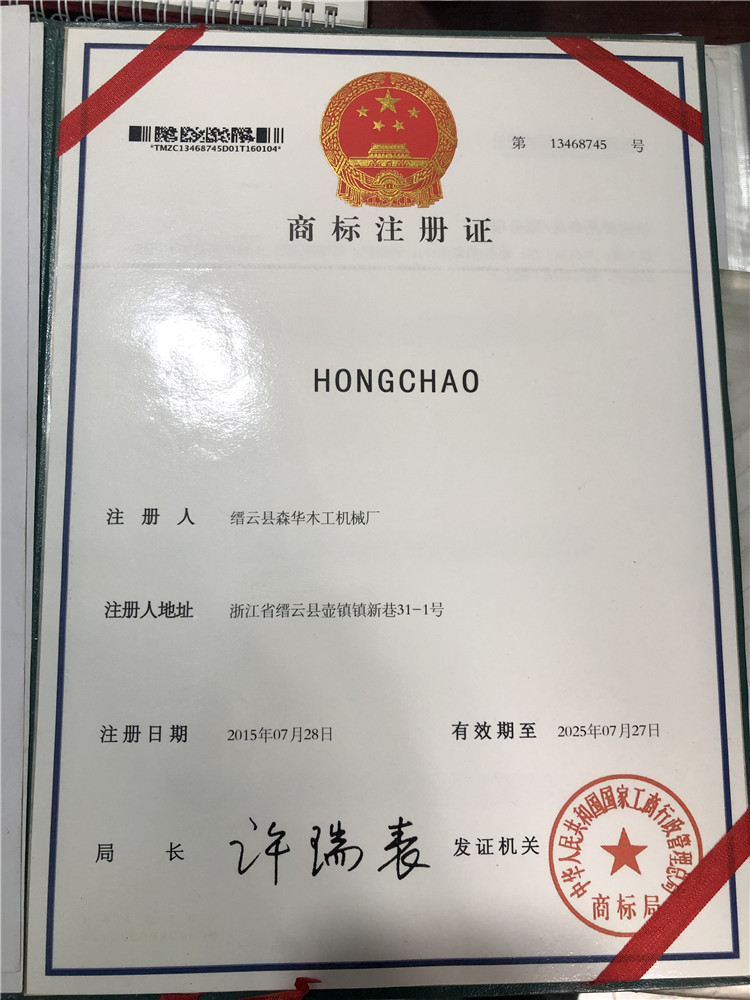 *TMZC13468745D01T160104*
第 13468745 号
商标注册证
HONGCHAO
注册人 缙云县森华木工机械厂
注册人地址 浙江省缙云县壶镇镇新巷31-1号
注册日期 2015年07月28日 有效期至 2025年07月27日
局长 许瑞表 发证机关
中华人民共和国国家工商行政管理总局
商标局